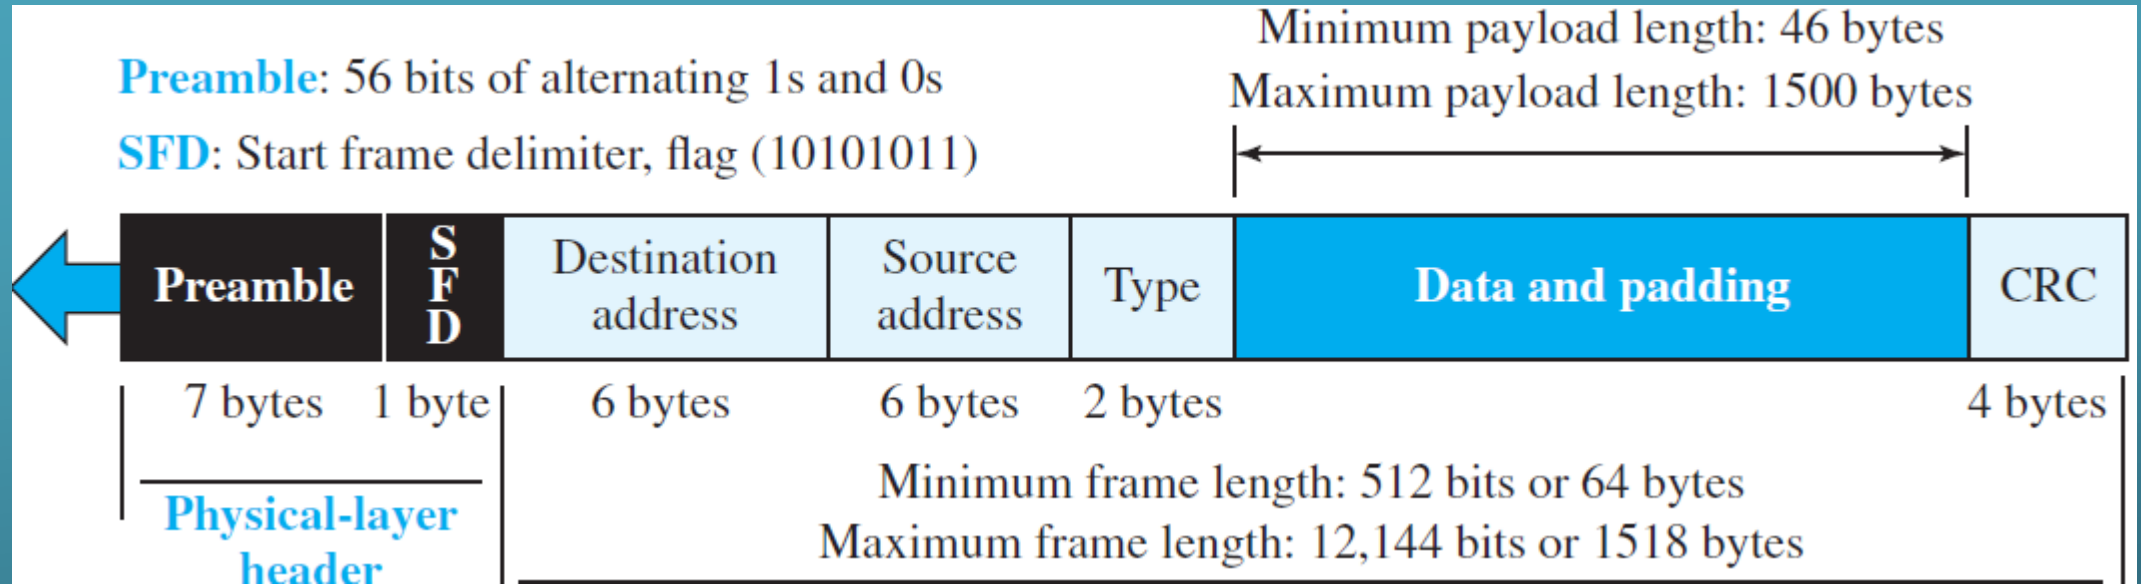 Minimum payload length: 46 bytes
Preamble: 56 bits of alternating 1s and 0s
Maximum payload length: 1500 bytes
SFD: Start frame delimiter, flag (10101011)
Preamble
S
F
D
Destination
address
Source
address
Type
Data and padding
CRC
7 bytes 1 byte 6 bytes 6 bytes 2 bytes 4 bytes
Minimum frame length: 512 bits or 64 bytes
Maximum frame length: 12,144 bits or 1518 bytes
Physical-layer
header